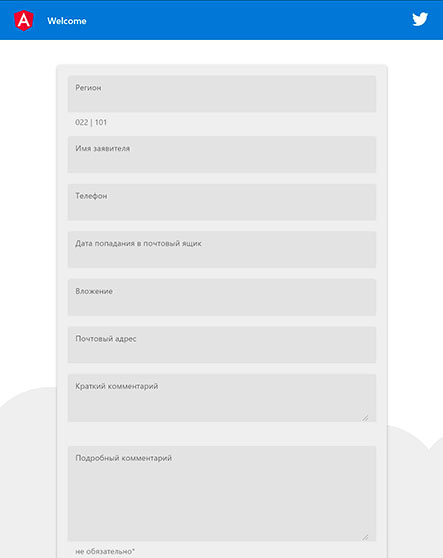 Welcome
Регион
022 | 101
Имя заявителя
Телефон
Дата попадания в почтовый ящик
Вложение
Почтовый адрес
Краткий комментарий
Подробный комментарий
не обязательно*